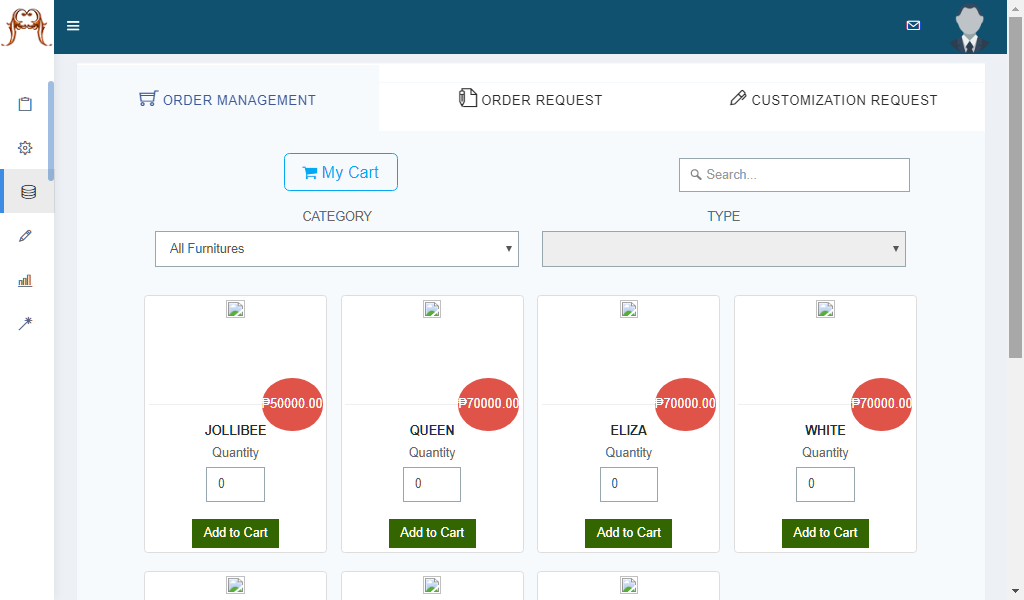 ORDER MANAGEMENT
ORDER REQUEST
CUSTOMIZATION REQUEST
My Cart
Search...
CATEGORY
TYPE
All Furnitures
₱50000.00
₱70000.00
₱70000.00
₱70000.00
JOLLIBEE
QUEEN
ELIZA
WHITE
Quantity
Quantity
Quantity
Quantity
0
0
0
0
Add to Cart
Add to Cart
Add to Cart
Add to Cart